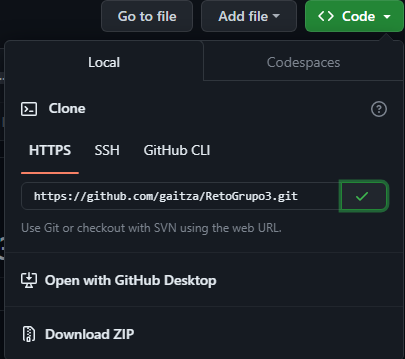 Go to file Add file Code
Local Codespaces
Clone
HTTPS SSH GitHub CLI
https://github.com/gaitza/RetoGrupo3.git
Use Git or checkout with SVN using the web URL.
Open with GitHub Desktop
Download ZIP